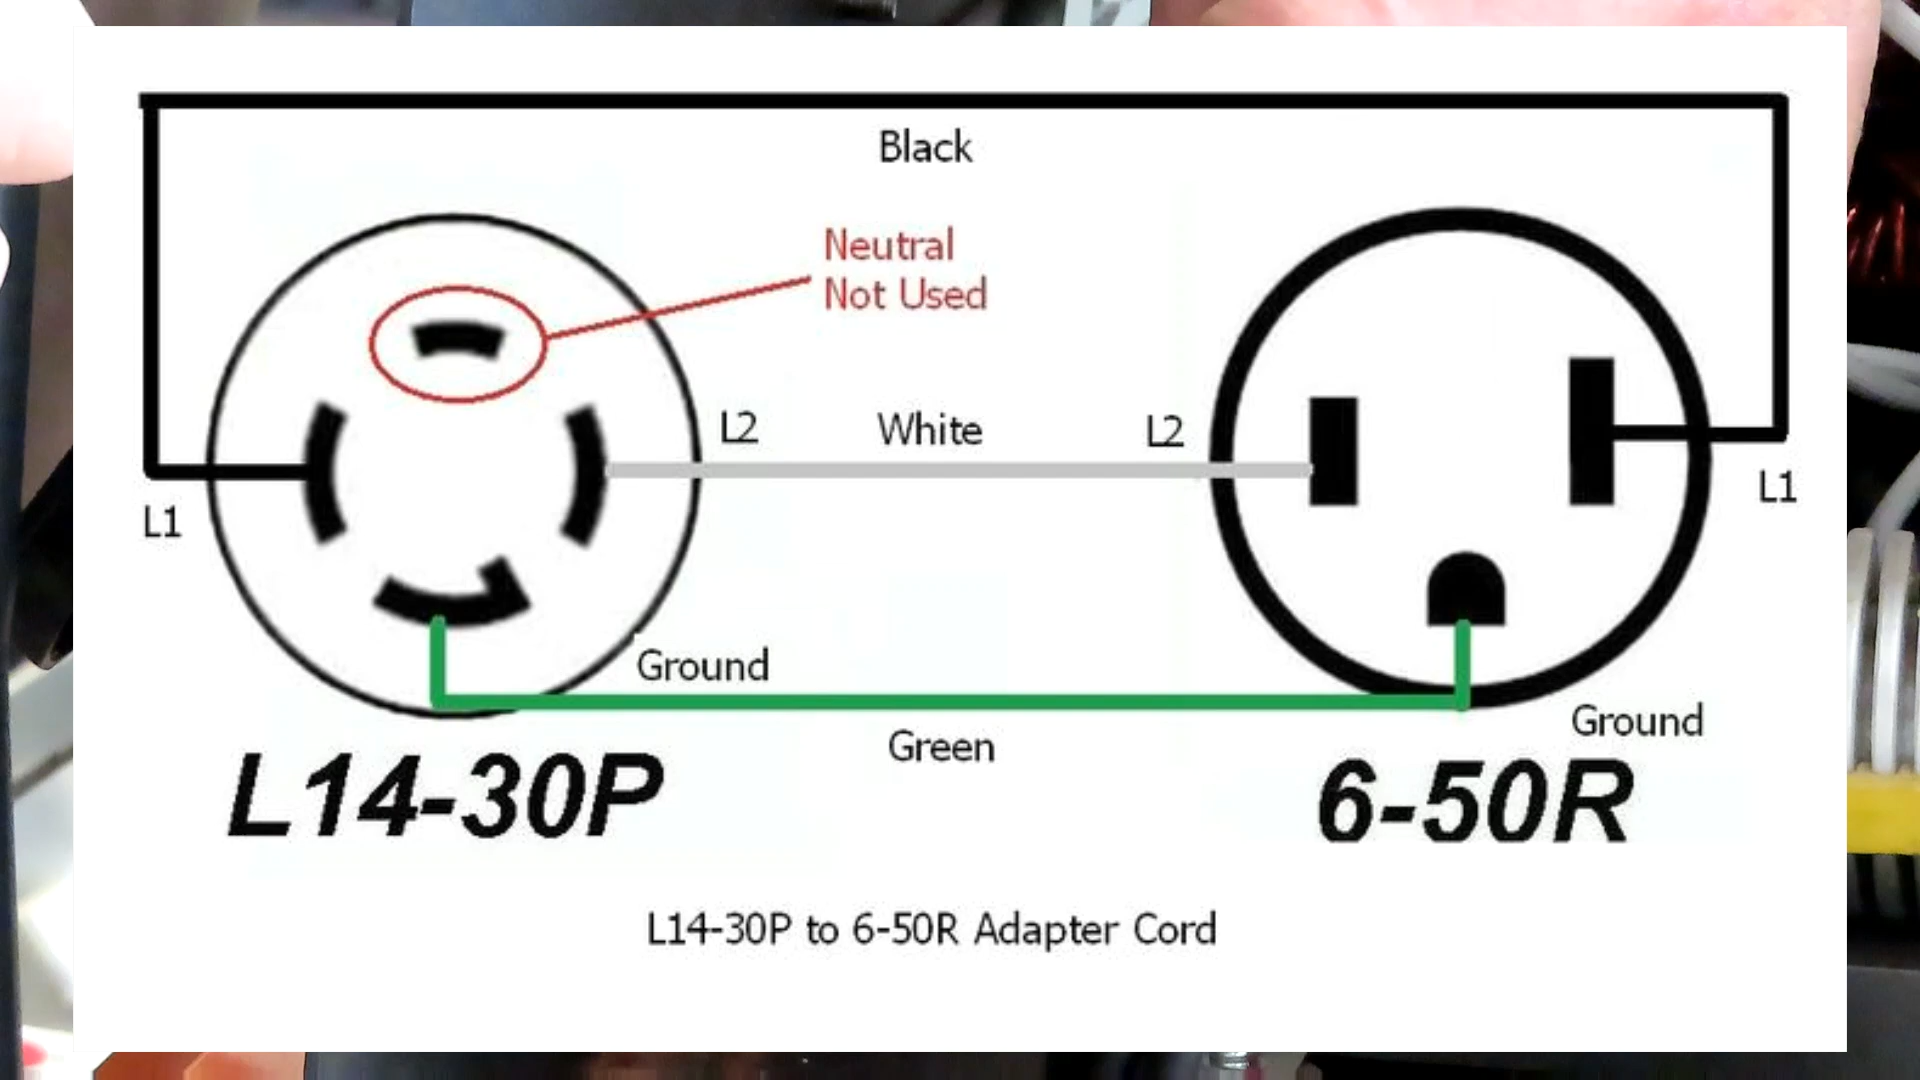 Black
Neutral
Not Used
L2
White
L2
L1
L1
Ground
Ground
Green
L14-30P
6-50R
L14-30P to 6-50R Adapter Cord